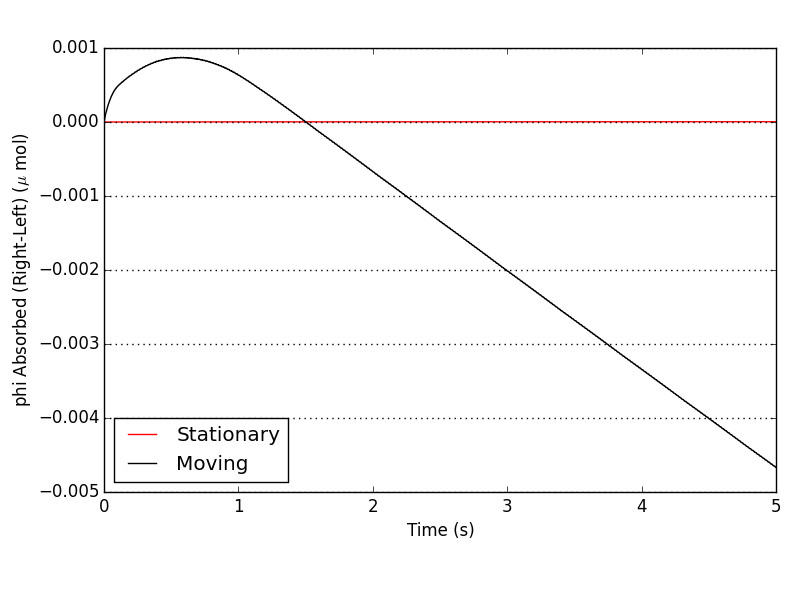 0.001
0.000
−0.001
−0.002
−0.003
−0.004
−0.005
phi Absorbed (Right-Left) (μ mol)
Stationary
Moving
0 1 2 3 4 5
Time (s)